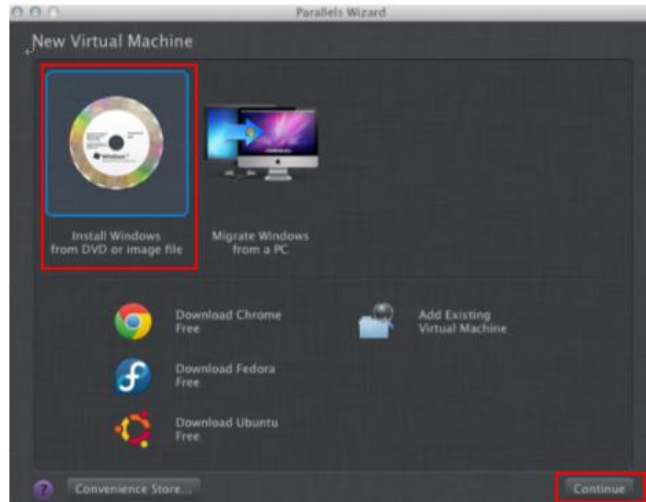 Parallels Wizard
New Virtual Machine
Install Windows
from DVD or image file
Migrate Windows
from a PC
Download Chrome
Free
Add Existing
Virtual Machine
Download Fedora
Free
Download Ubuntu
Free
?
Convenience Store...
Continue